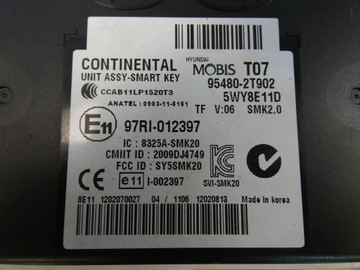 CONTINENTAL
UNIT ASSY-SMART KEY
HYUNDAI
MOBIS T07
95480-2T902
CCAB11LP1520T3
5WY8E11D
ANATEL : 0903-11-5151
TF V:06 SMK2.0
E11
97RI-012397
IC : 8325A-SMK20
CMIIT ID : 2009DJ4749
FCC ID : SY5SMK20
CE
e11 I-002397
SVI-SMK20
N
8E11 1202070027 04 / 1106 12020813 Made in korea